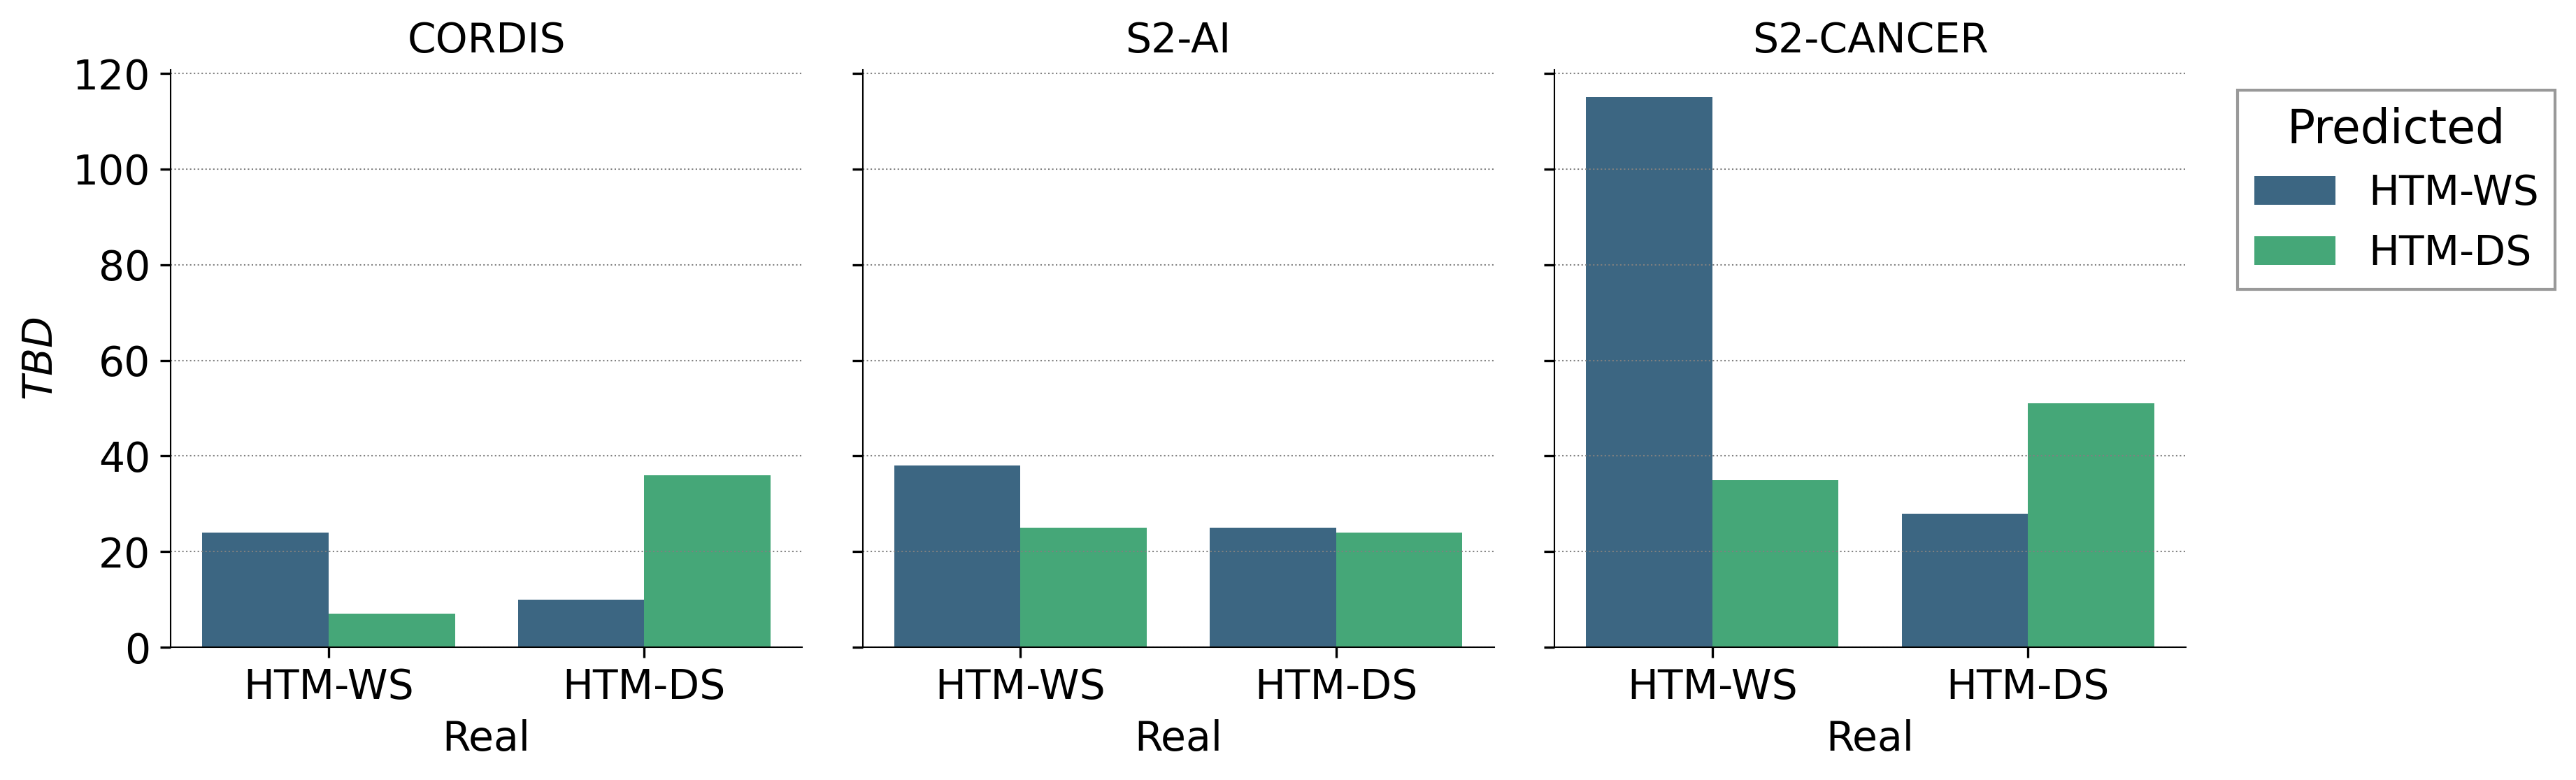 CORDIS
S2-AI
S2-CANCER
120
100
80
60
40
20
0
TBD
HTM-WS
HTM-DS
HTM-WS
HTM-DS
HTM-WS
HTM-DS
Real
Real
Real
Predicted
HTM-WS
HTM-DS